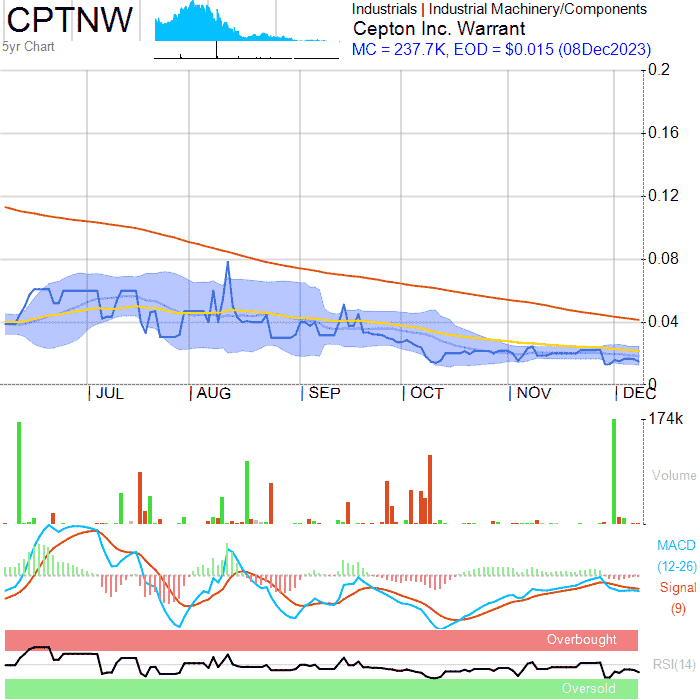 CPTNW
5yr Chart
Industrials | Industrial Machinery/Components
Cepton Inc. Warrant
MC = 237.7K, EOD = $0.015 (08Dec2023)
0.2
0.16
0.12
0.08
0.04
0
JUL AUG SEP OCT NOV DEC
174k
Volume
MACD
(12-26)
Signal
(9)
Overbought
RSI(14)
Oversold